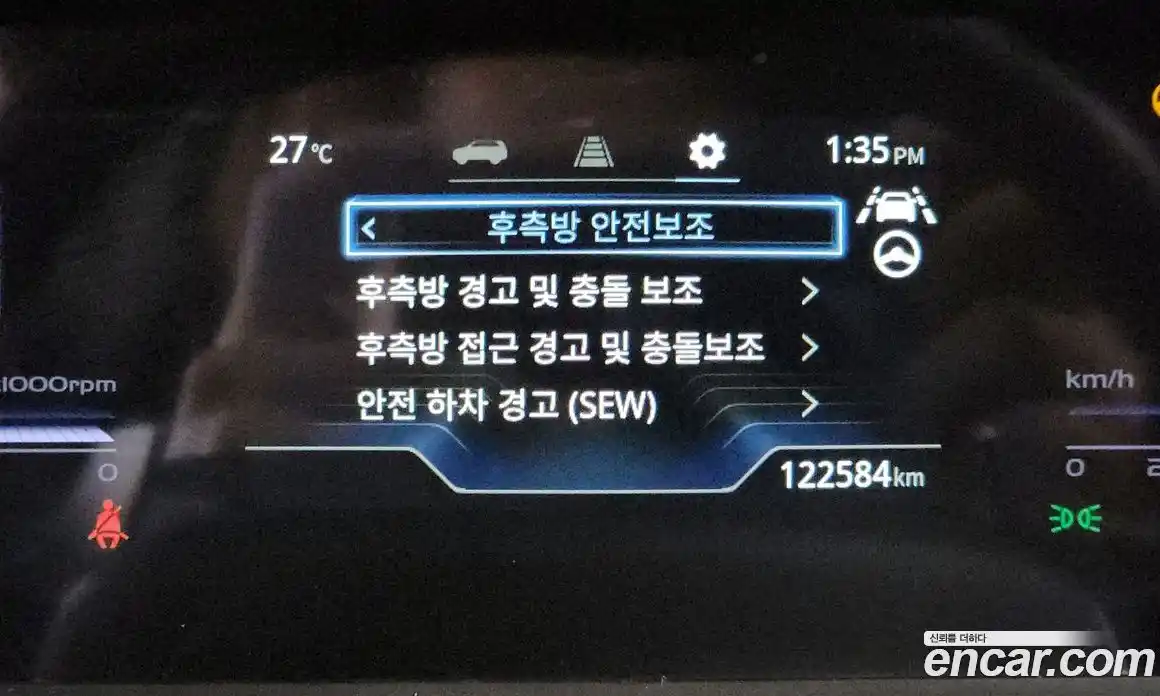 27°C
1:35PM
< 후측방 안전보조
후측방 경고 및 충돌 보조 >
후측방 접근 경고 및 충돌보조 >
안전 하차 경고 (SEW) >
1000rpm
km/h
0
0
122584km
신뢰를 더하다
encar.com